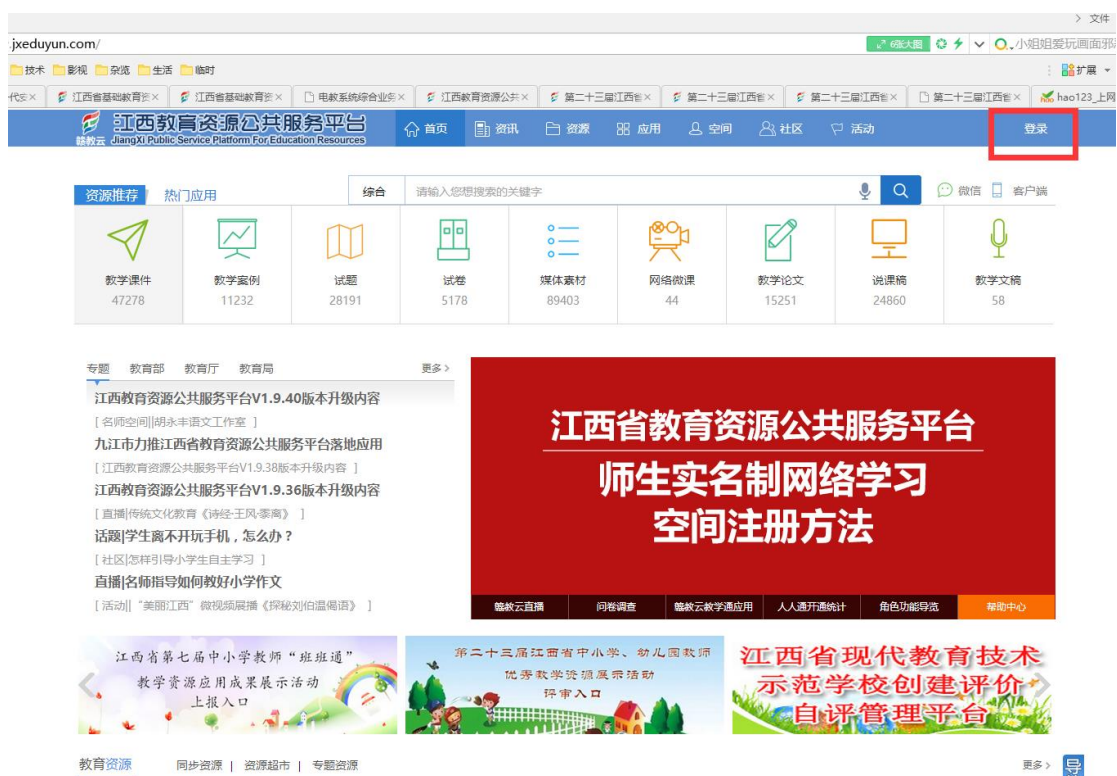 > 文件
jxeduyun.com/
6张大图
小姐姐爱玩画面邪
技术 影视 杂览 生活 临时
扩展
江西省基础教育资× 江西省基础教育资× 电教系统综合业务× 江西教育资源公共× 第二十三届江西省× 第二十三届江西省× 第二十三届江西省× 第二十三届江西省× hao123_上网
赣教云
江西教育资源公共服务平台
JiangXi Public Service Platform For Education Resources
首页 资讯 资源 应用 空间 社区 活动 登录
资源推荐 热门应用
综合 请输入您想搜索的关键字
微信 客户端
教学课件 教学案例 试题 试卷 媒体素材 网络微课 教学论文 说课稿 教学文稿
47278 11232 28191 5178 89403 44 15251 24860 58
专题 教育部 教育厅 教育局 更多>
江西教育资源公共服务平台V1.9.40版本升级内容
[ 名师空间||胡永丰语文工作室 ]
九江市力推江西省教育资源公共服务平台落地应用
[ 江西教育资源公共服务平台V1.9.38版本升级内容 ]
江西教育资源公共服务平台V1.9.36版本升级内容
[ 直播|传统文化教育《诗经·王风·黍离》 ]
话题|学生离不开玩手机，怎么办？
[ 社区|怎样引导小学生自主学习 ]
直播|名师指导如何教好小学作文
[ 活动||“美丽江西”微视频展播《探秘刘伯温偈语》 ]
江西省教育资源公共服务平台
师生实名制网络学习
空间注册方法
赣教云直播 问卷调查 赣教云教学通应用 人人通开通统计 角色功能导览 帮助中心
江西省第七届中小学教师“班班通”
教学资源应用成果展示活动
上报入口
第二十三届江西省中小学、幼儿园教师
优秀教学资源展示活动
评审入口
江西省现代教育技术
示范学校创建评价
自评管理平台
教育资源 同步资源 | 资源超市 | 专题资源 更多>
导